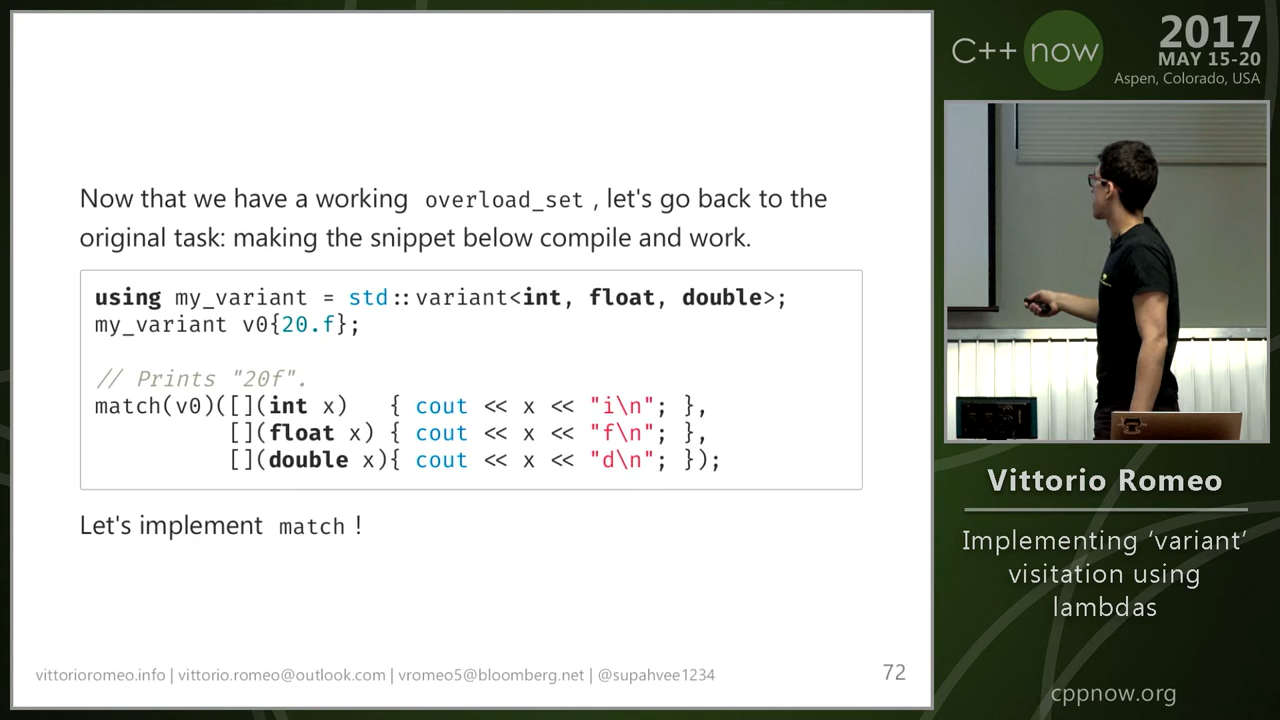 Now that we have a working overload_set , let's go back to the
original task: making the snippet below compile and work.
using my_variant = std::variant<int, float, double>;
my_variant v0{20.f};
// Prints "20f".
match(v0)([](int x) { cout << x << "i\n"; },
[](float x) { cout << x << "f\n"; },
[](double x){ cout << x << "d\n"; });
Let's implement match !
vittorioromeo.info | vittorio.romeo@outlook.com | vromeo5@bloomberg.net | @supahvee1234
72
C++ now
2017
MAY 15-20
Aspen, Colorado, USA
Vittorio Romeo
Implementing ‘variant’
visitation using
lambdas
cppnow.org